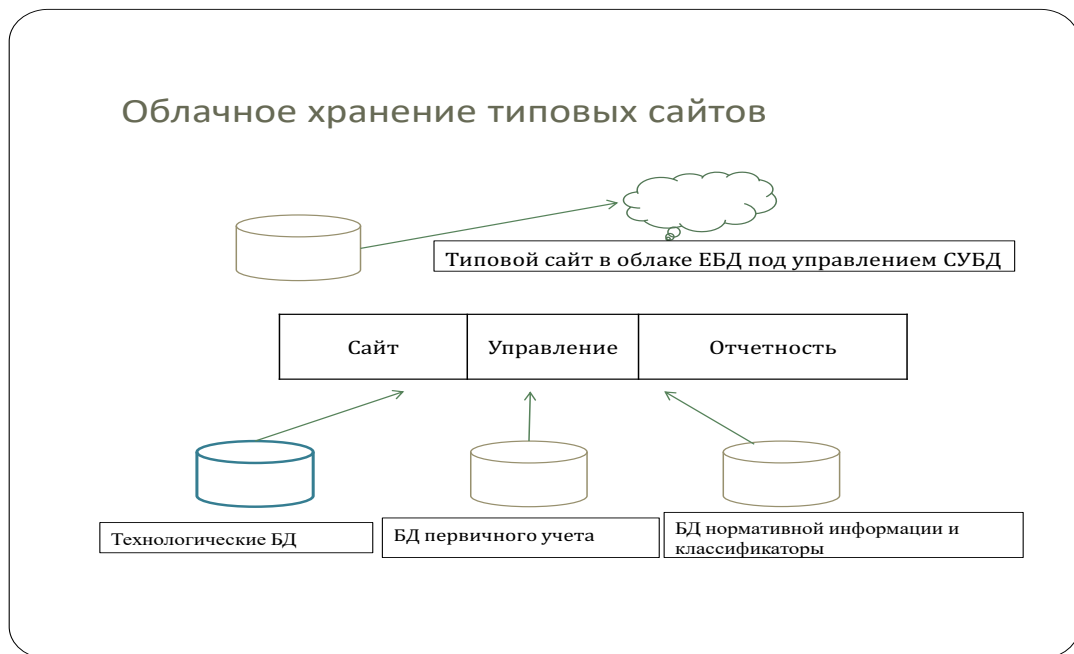 Облачное хранение типовых сайтов
Типовой сайт в облаке ЕБД под управлением СУБД
Сайт
Управление
Отчетность
Технологические БД
БД первичного учета
БД нормативной информации и
классификаторы